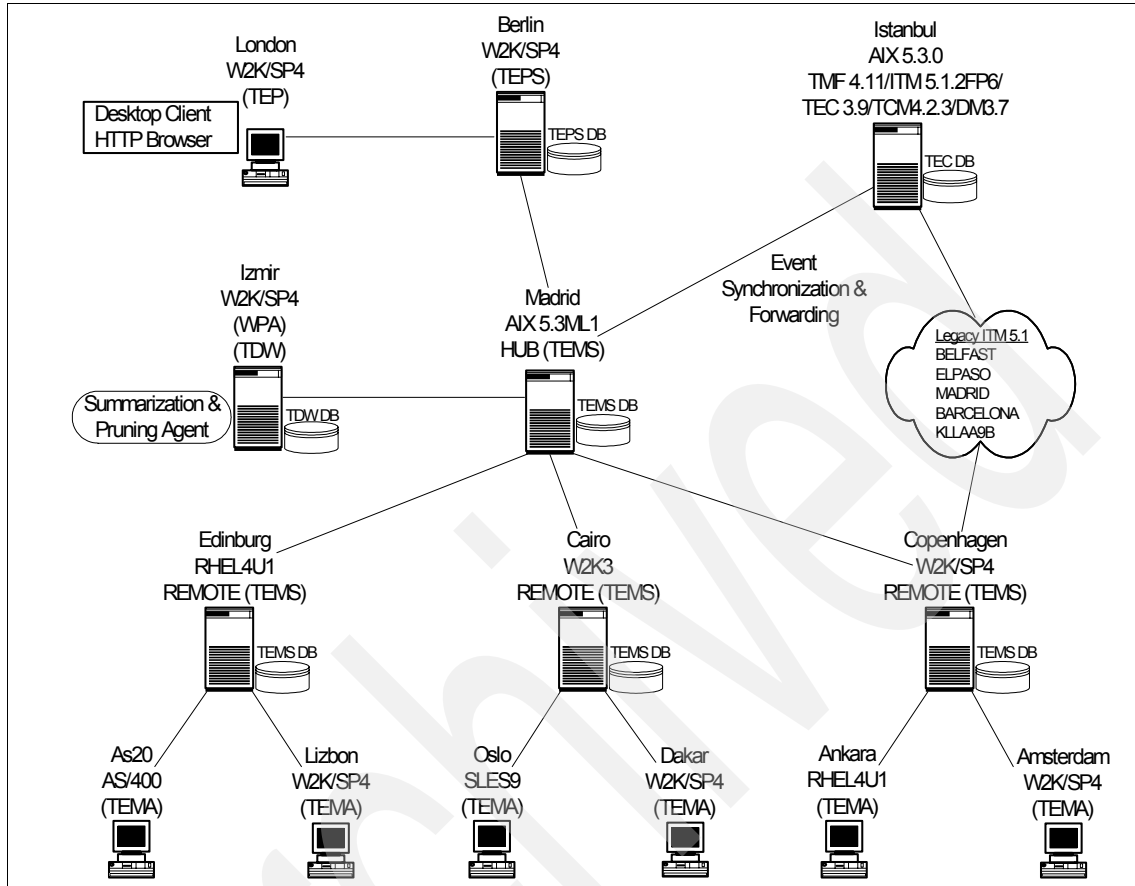 London
W2K/SP4
(TEP)
Desktop Client
HTTP Browser
Berlin
W2K/SP4
(TEPS)
TEPS DB
Istanbul
AIX 5.3.0
TMF 4.11/ITM 5.1.2FP6/
TEC 3.9/TCM4.2.3/DM3.7
TEC DB
Izmir
W2K/SP4
(WPA)
(TDW)
Summarization &
Pruning Agent
TDW DB
Madrid
AIX 5.3ML1
HUB (TEMS)
TEMS DB
Event
Synchronization &
Forwarding
Legacy ITM 5.1
BELFAST
ELPASO
MADRID
BARCELONA
KLLAA9B
Edinburg
RHEL4U1
REMOTE (TEMS)
TEMS DB
Cairo
W2K3
REMOTE (TEMS)
TEMS DB
Copenhagen
W2K/SP4
REMOTE (TEMS)
TEMS DB
As20
AS/400
(TEMA)
Lizbon
W2K/SP4
(TEMA)
Oslo
SLES9
(TEMA)
Dakar
W2K/SP4
(TEMA)
Ankara
RHEL4U1
(TEMA)
Amsterdam
W2K/SP4
(TEMA)